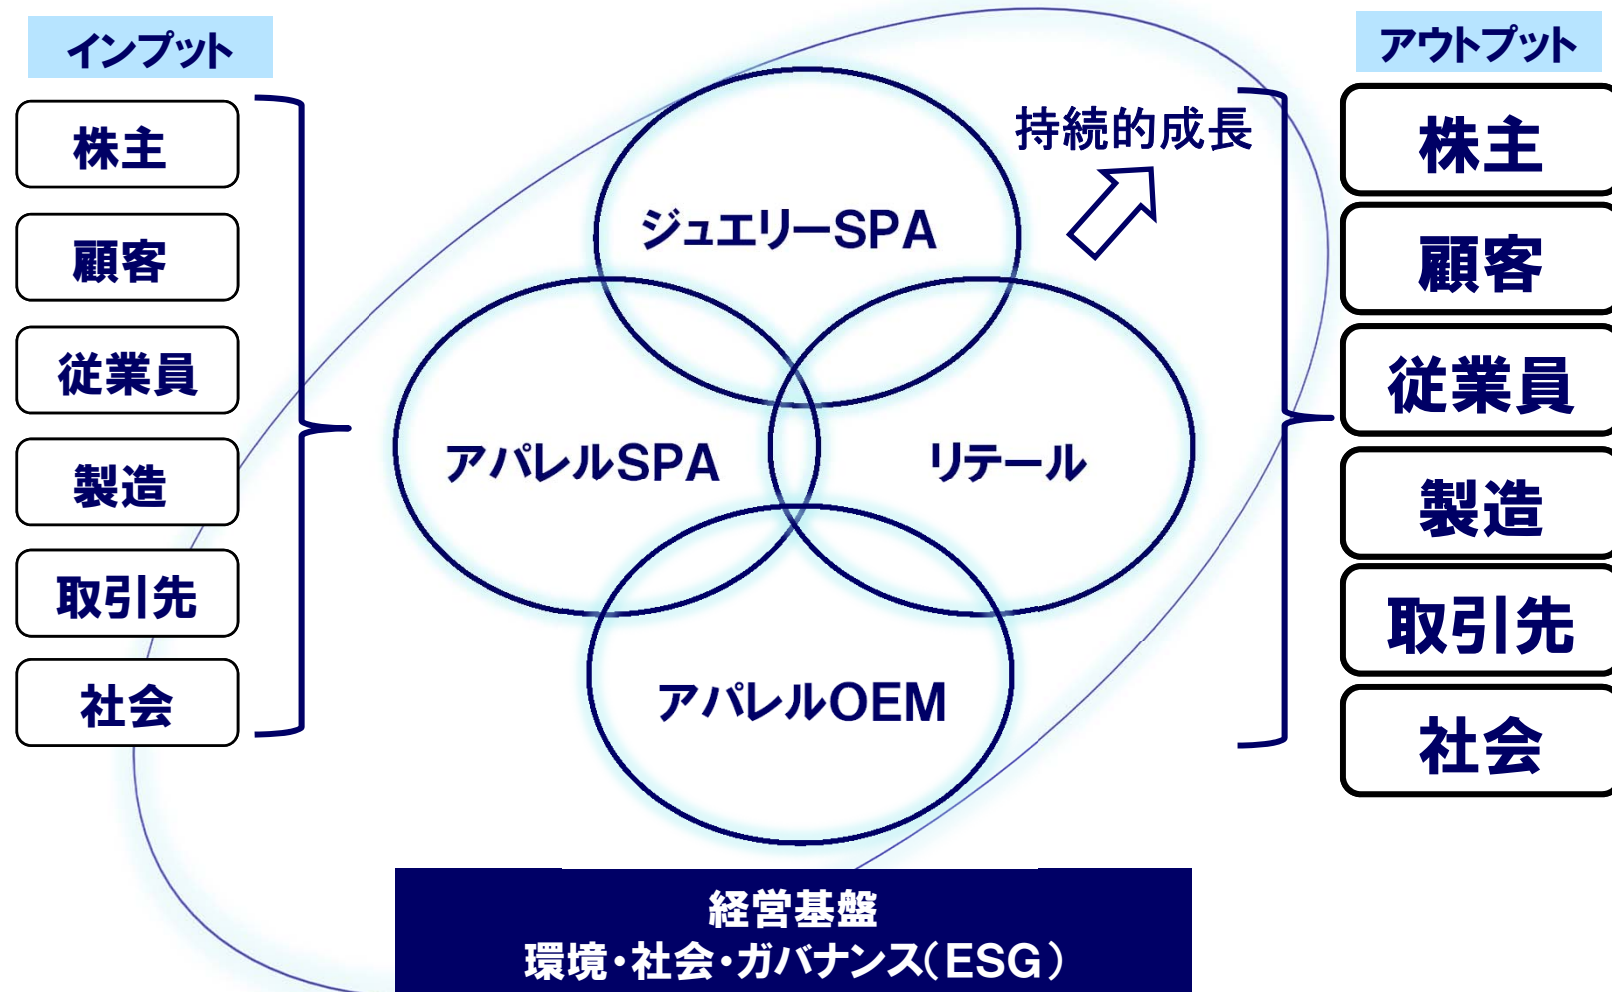 インプット
株主
顧客
従業員
製造
取引先
社会
持続的成長
ジュエリーSPA
アパレルSPA
リテール
アパレルOEM
経営基盤
環境・社会・ガバナンス(ESG)
アウトプット
株主
顧客
従業員
製造
取引先
社会